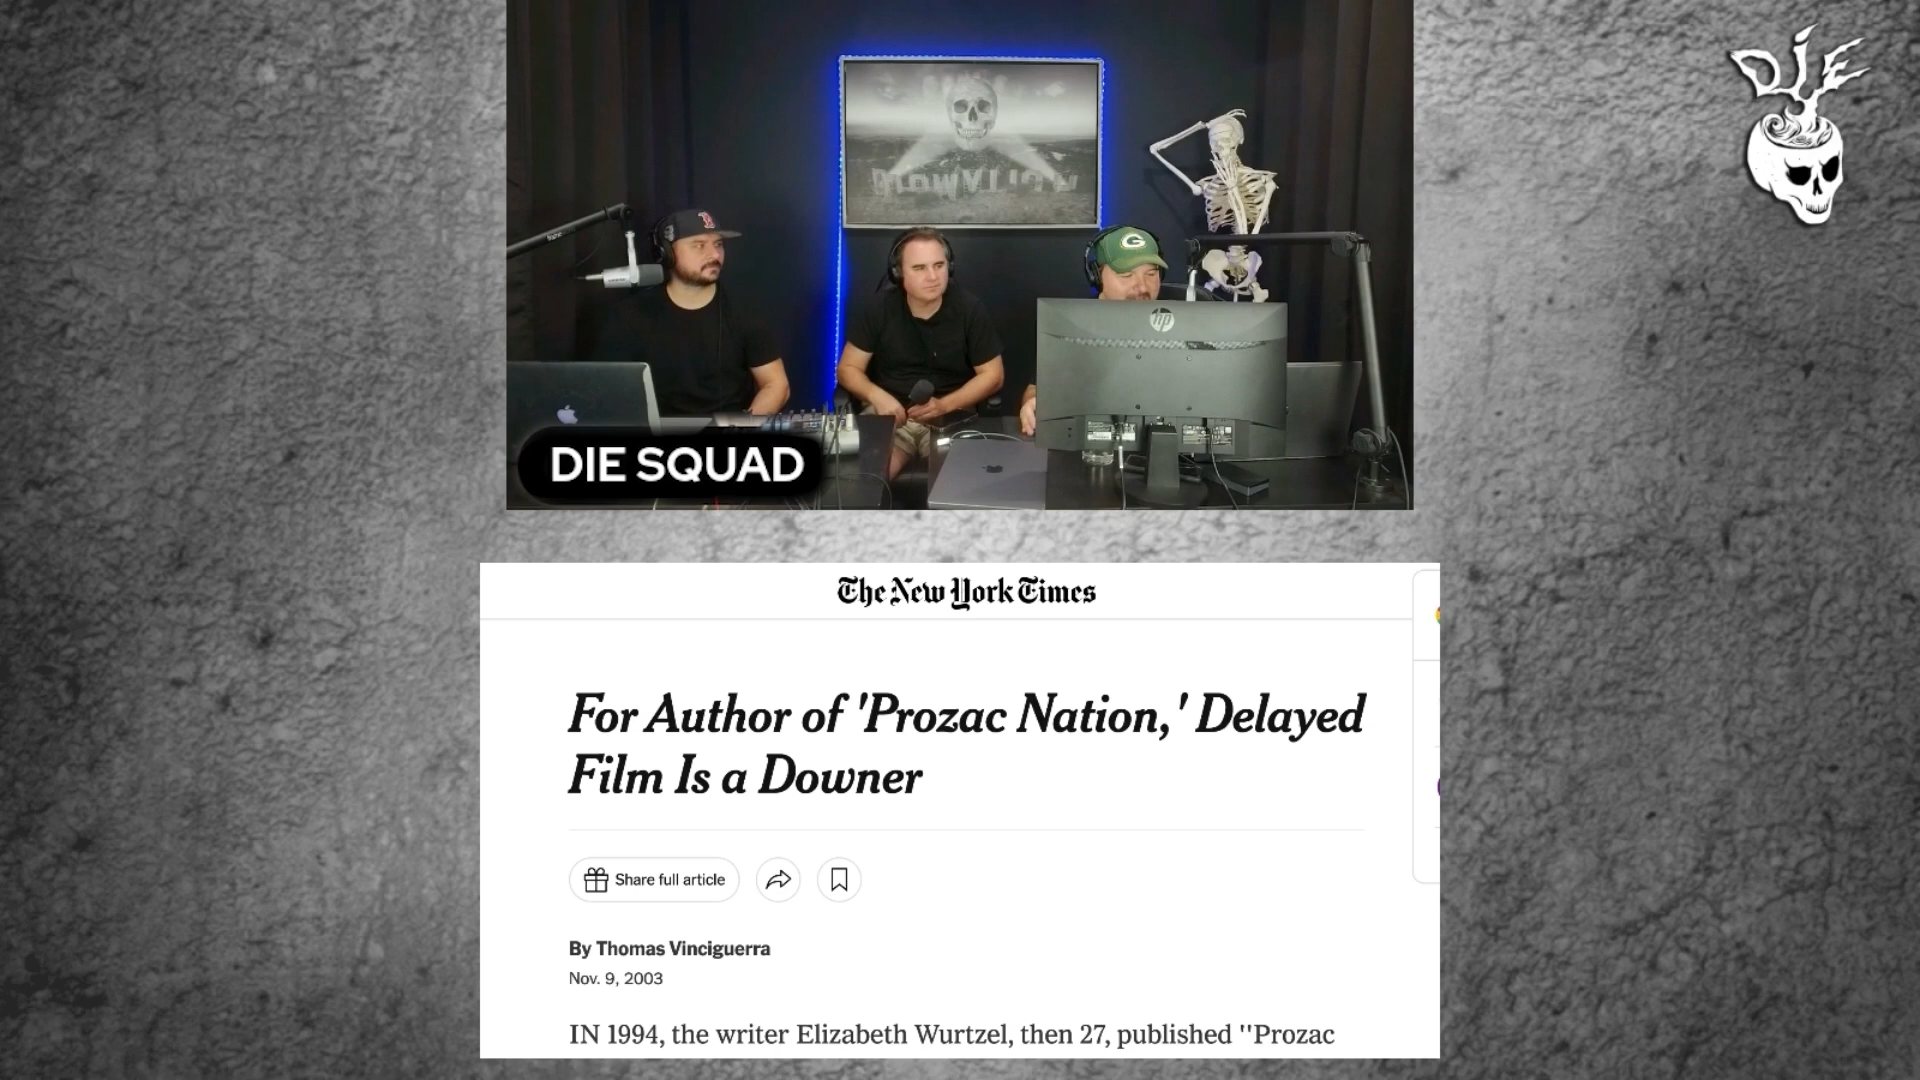 DIE
B
G
hp
DIE SQUAD
The New York Times
For Author of 'Prozac Nation,' Delayed
Film Is a Downer
Share full article
By Thomas Vinciguerra
Nov. 9, 2003
IN 1994, the writer Elizabeth Wurtzel, then 27, published "Prozac